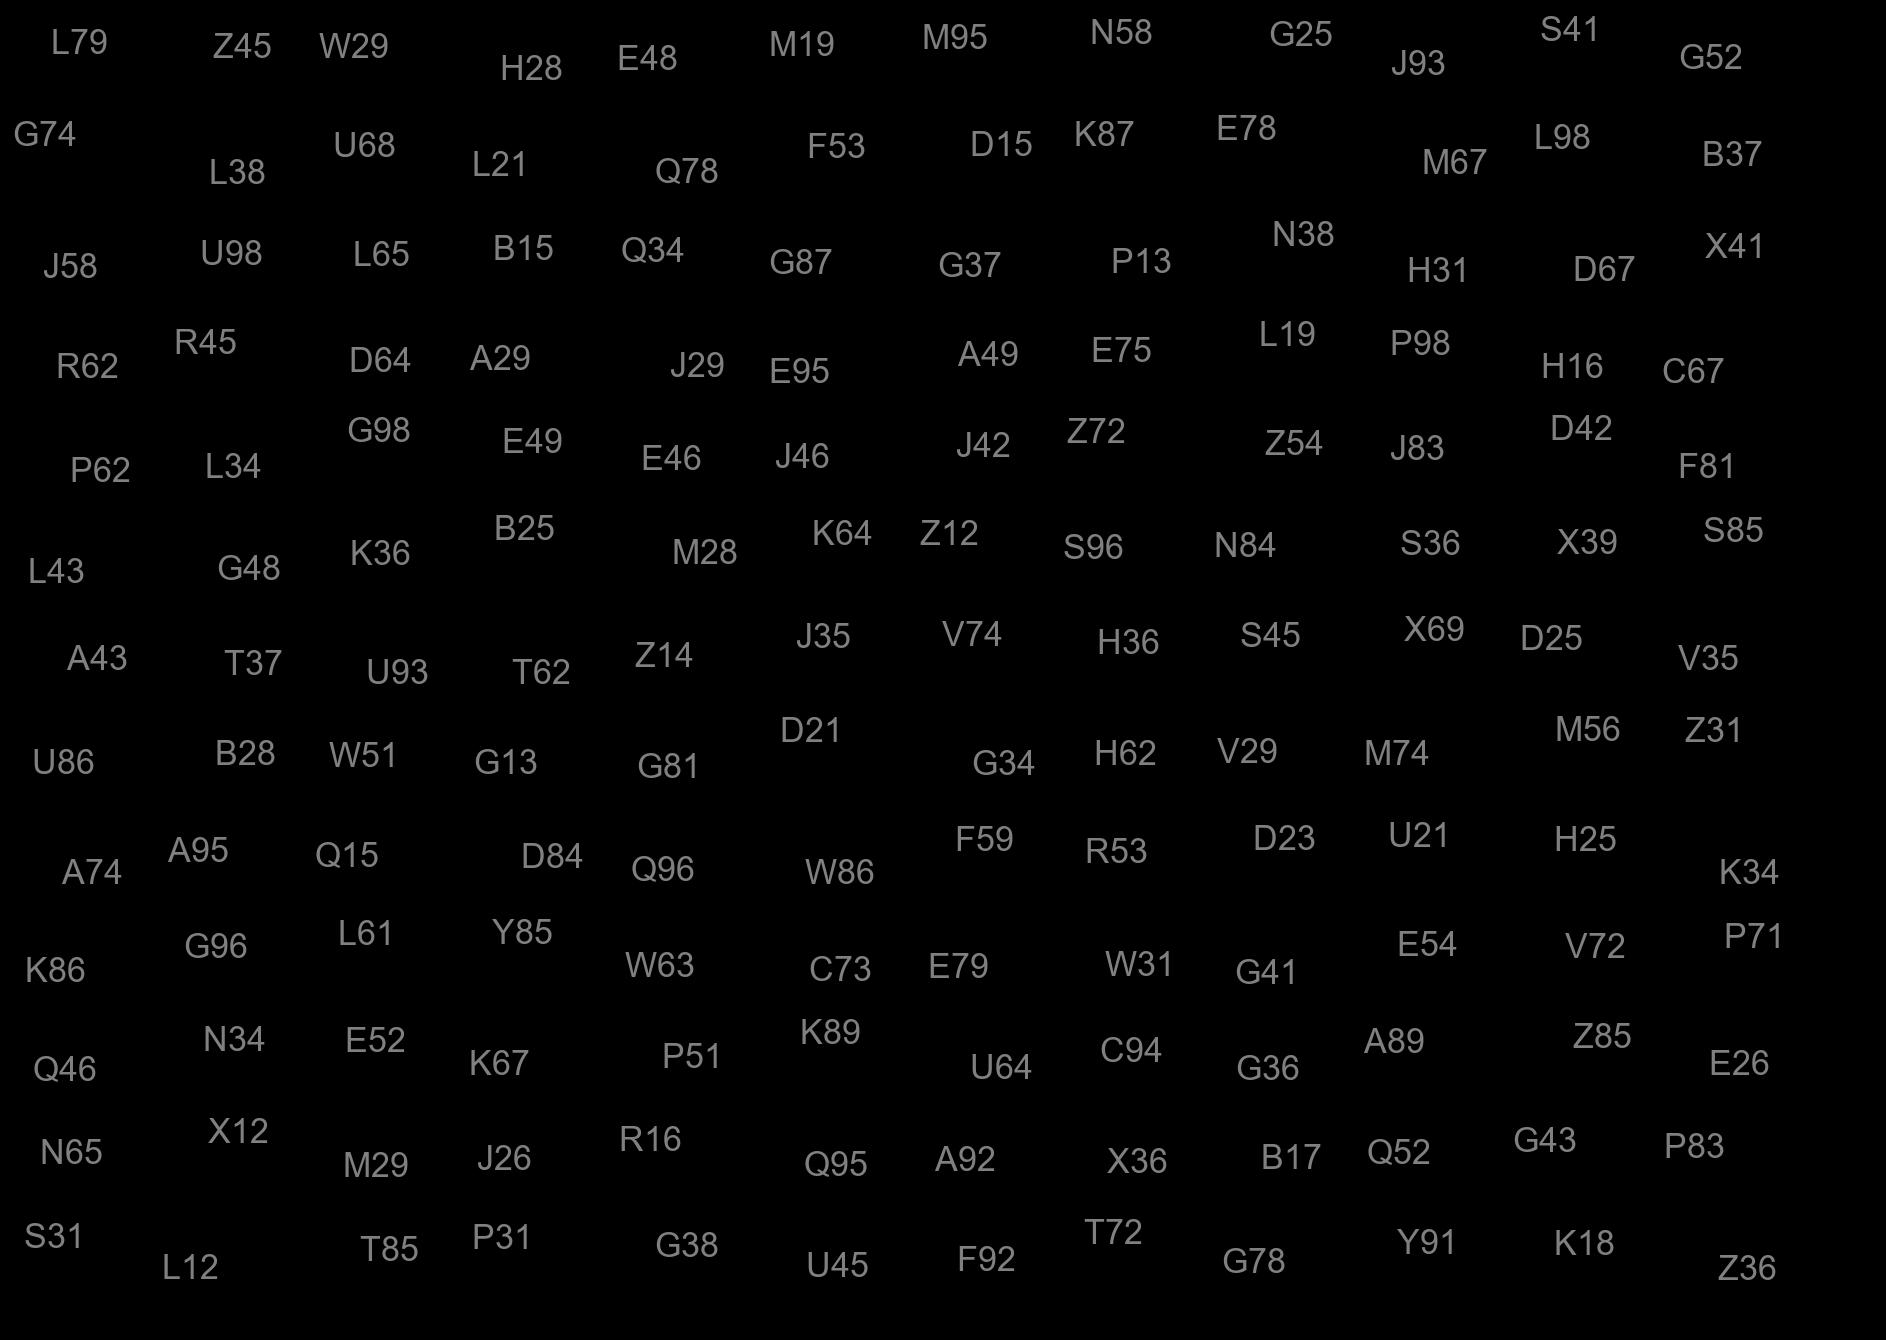 L79 Z45 W29 H28 E48 M19 M95 N58 G25 J93 S41 G52
G74 L38 U68 L21 Q78 F53 D15 K87 E78 M67 L98 B37
J58 U98 L65 B15 Q34 G87 G37 P13 N38 H31 D67 X41
R62 R45 D64 A29 J29 E95 A49 E75 L19 P98 H16 C67
P62 L34 G98 E49 E46 J46 J42 Z72 Z54 J83 D42 F81
L43 G48 K36 B25 M28 K64 Z12 S96 N84 S36 X39 S85
A43 T37 U93 T62 Z14 J35 V74 H36 S45 X69 D25 V35
U86 B28 W51 G13 G81 D21 G34 H62 V29 M74 M56 Z31
A74 A95 Q15 D84 Q96 W86 F59 R53 D23 U21 H25 K34
K86 G96 L61 Y85 W63 C73 E79 W31 G41 E54 V72 P71
Q46 N34 E52 K67 P51 K89 U64 C94 G36 A89 Z85 E26
N65 X12 M29 J26 R16 Q95 A92 X36 B17 Q52 G43 P83
S31 L12 T85 P31 G38 U45 F92 T72 G78 Y91 K18 Z36